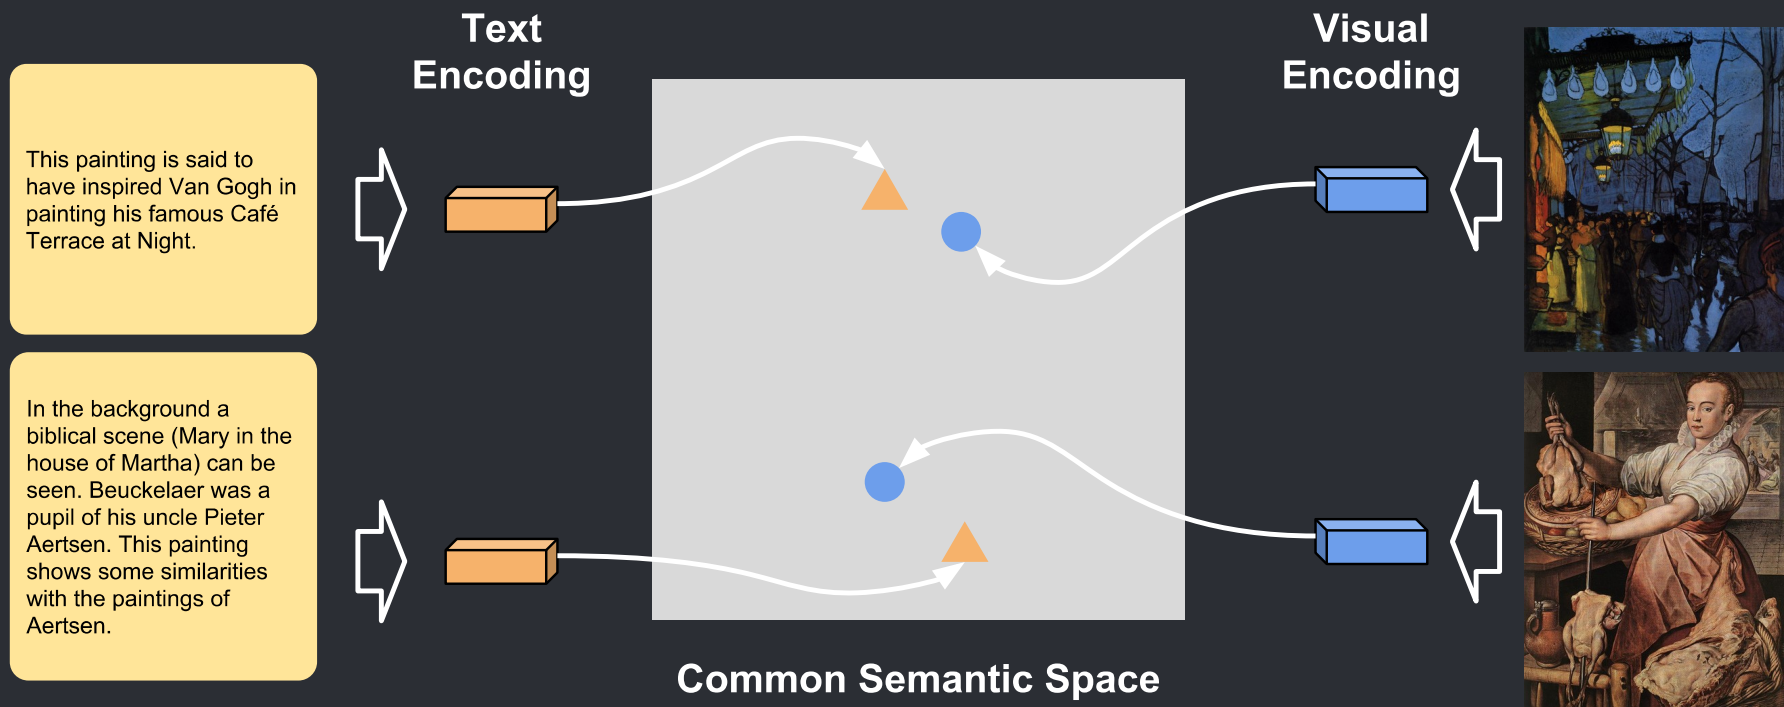 Text
Encoding
Visual
Encoding
This painting is said to
have inspired Van Gogh in
painting his famous Café
Terrace at Night.
In the background a
biblical scene (Mary in the
house of Martha) can be
seen. Beuckelaer was a
pupil of his uncle Pieter
Aertsen. This painting
shows some similarities
with the paintings of
Aertsen.
Common Semantic Space